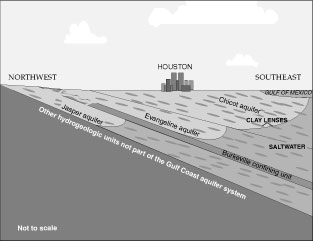 HOUSTON
NORTHWEST
SOUTHEAST
GULF OF MEXICO
Chicot aquifer
CLAY LENSES
Jasper aquifer
Evangeline aquifer
SALTWATER
Burkeville confining unit
Other hydrogeologic units not part of the Gulf Coast aquifer system
Not to scale